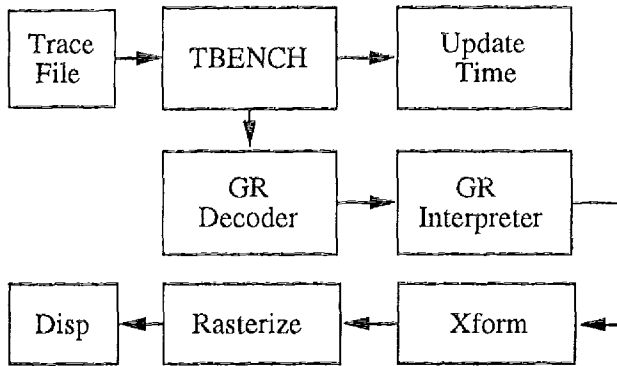 Trace
File
TBENCH
Update
Time
GR
Decoder
GR
Interpreter
Disp
Rasterize
Xform